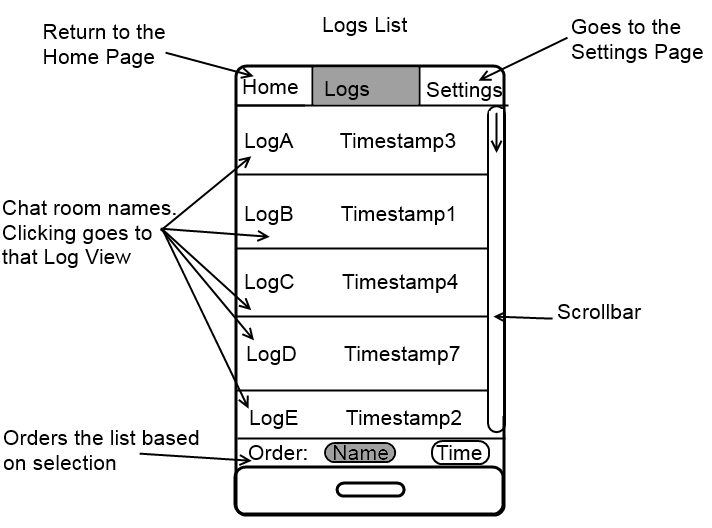 Logs List
Return to the
Home Page
Goes to the
Settings Page
Home Logs Settings
LogA Timestamp3
Chat room names.
Clicking goes to
that Log View
LogB Timestamp1
LogC Timestamp4
Scrollbar
LogD Timestamp7
LogE Timestamp2
Orders the list based
on selection
Order: Name Time